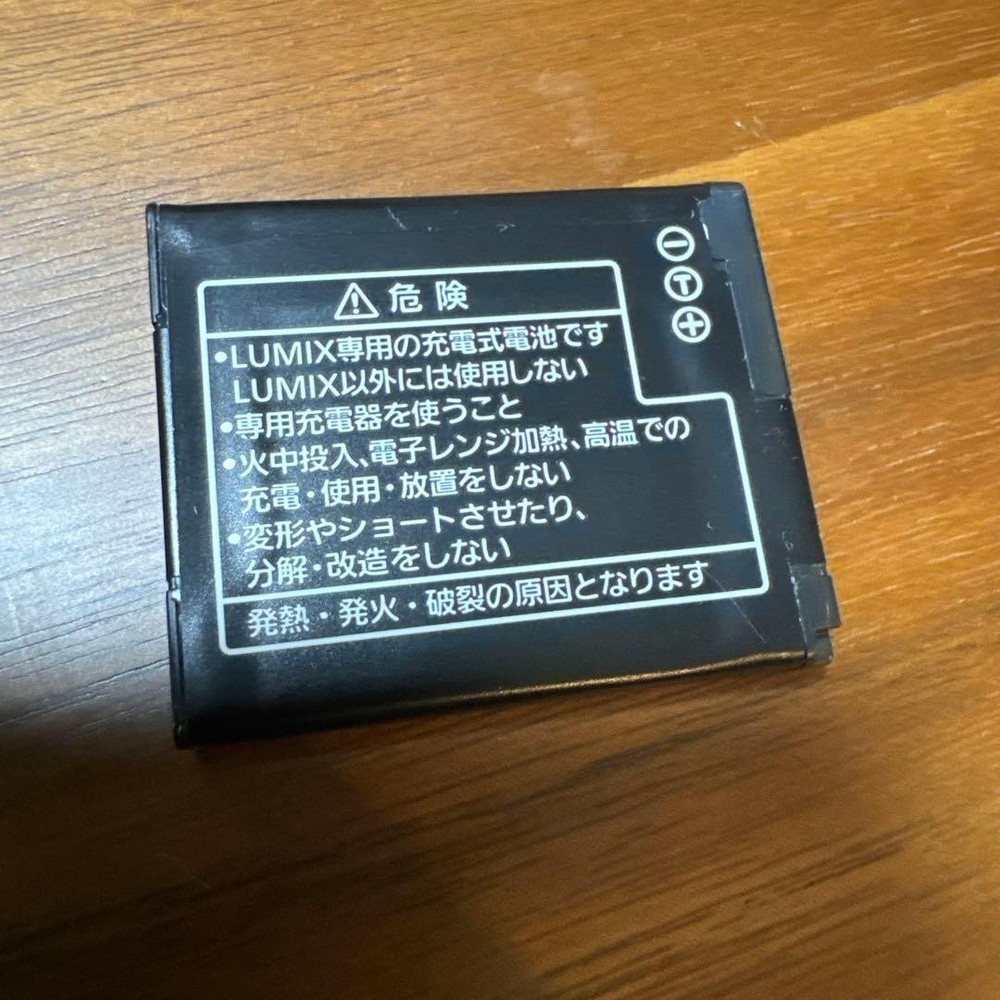 ⚠危険
•LUMIX専用の充電式電池です
LUMIX以外には使用しない
•専用充電器を使うこと
•火中投入、電子レンジ加熱、高温での
充電・使用・放置をしない
•変形やショートさせたり、
分解・改造をしない
発熱・発火・破裂の原因となります
⊖
T
⊕